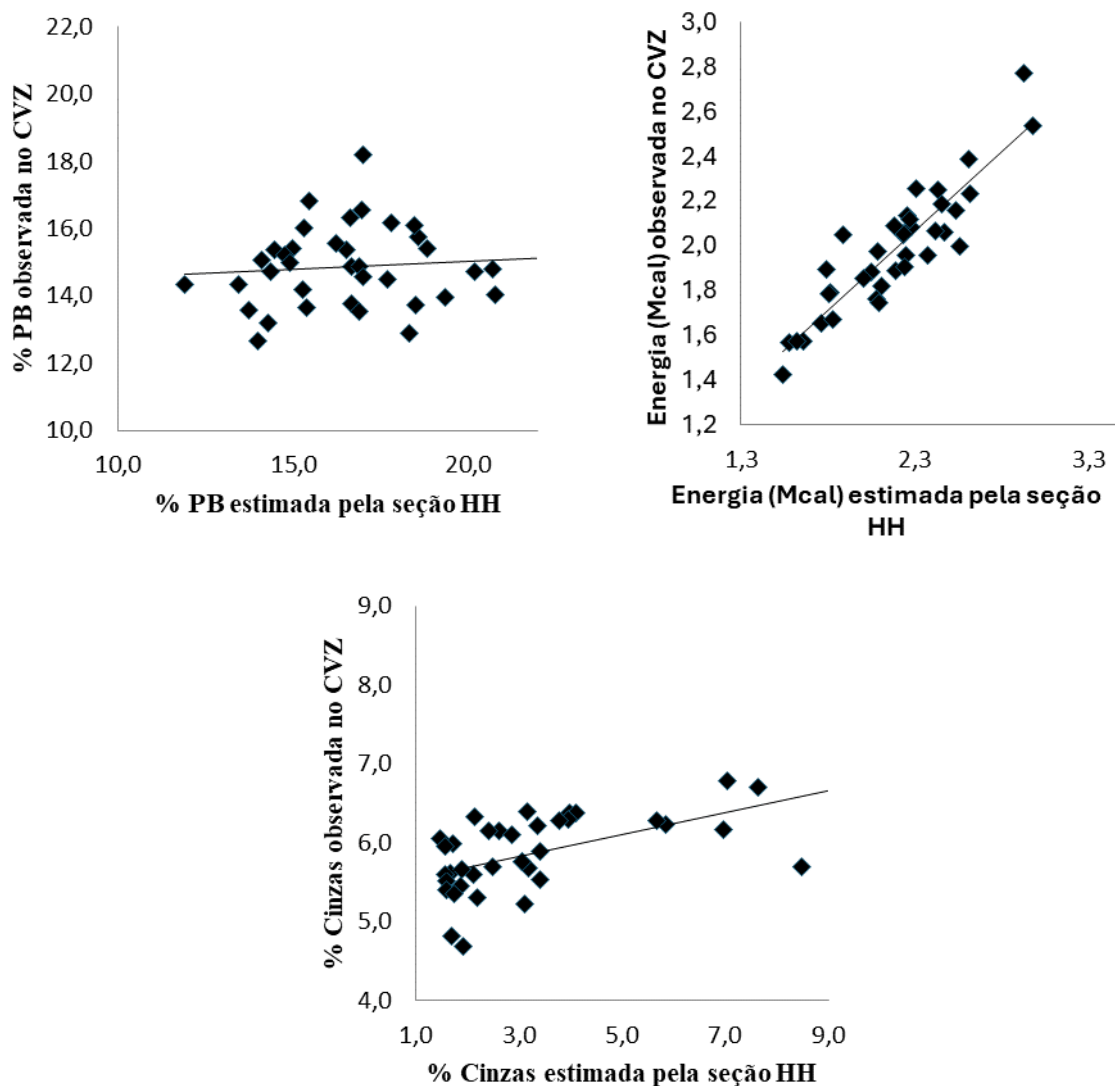 % PB observada no CVZ
22,0
20,0
18,0
16,0
14,0
12,0
10,0
10,0 15,0 20,0
% PB estimada pela seção HH
Energia (Mcal) observada no CVZ
3,0
2,8
2,6
2,4
2,2
2,0
1,8
1,6
1,4
1,2
1,3 2,3 3,3
Energia (Mcal) estimada pela seção
HH
% Cinzas observada no CVZ
9,0
8,0
7,0
6,0
5,0
4,0
1,0 3,0 5,0 7,0 9,0
% Cinzas estimada pela seção HH